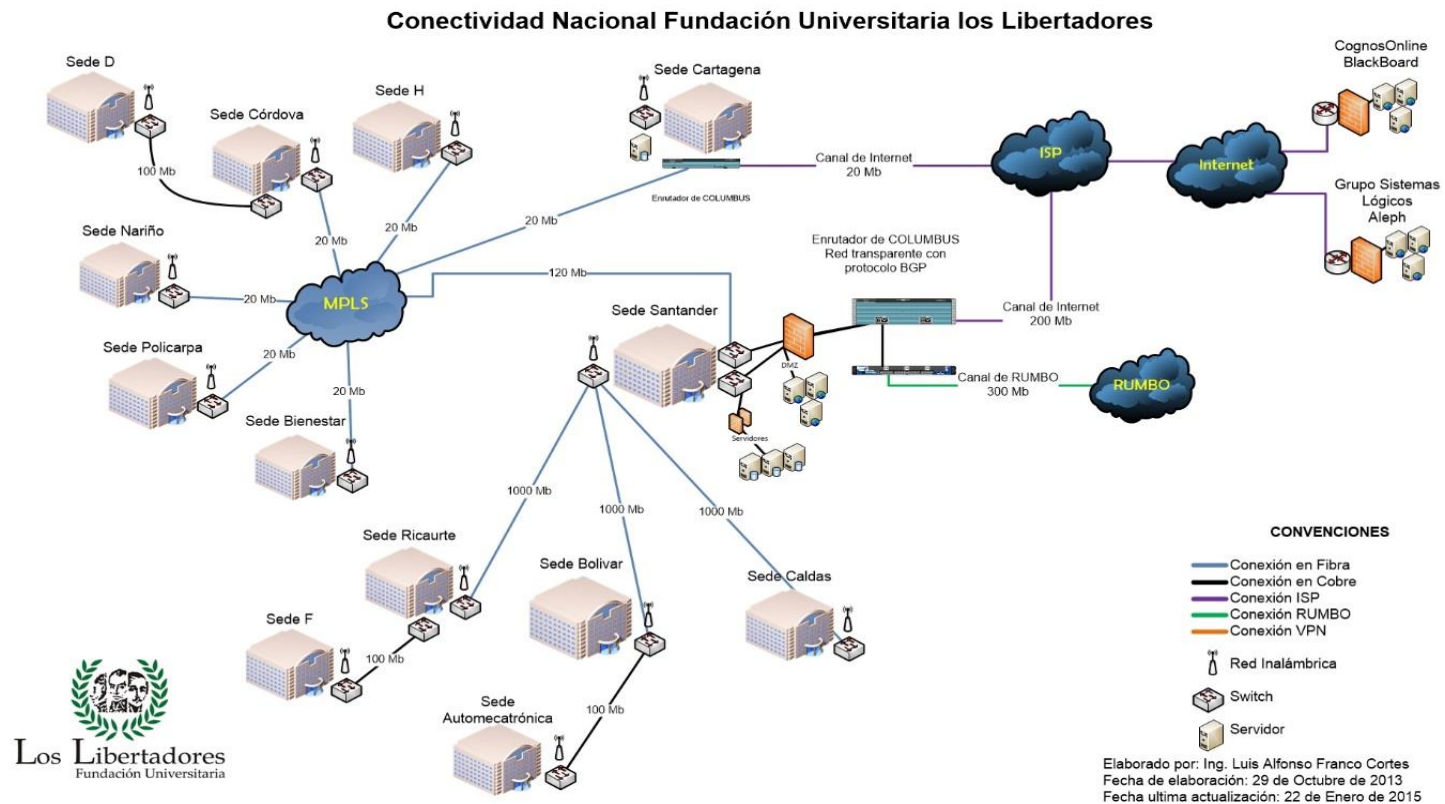 Conectividad Nacional Fundación Universitaria los Libertadores
Sede D
Sede Córdova
Sede H
Sede Cartagena
CognosOnline
BlackBoard
100 Mb
20 Mb
20 Mb
20 Mb
Enrutador de COLUMBUS
Canal de Internet
20 Mb
ISP
Internet
Grupo Sistemas
Lógicos
Aleph
Sede Nariño
20 Mb
MPLS
120 Mb
Enrutador de COLUMBUS
Red transparente con
protocolo BGP
Canal de Internet
200 Mb
Sede Policarpa
20 Mb
Sede Santander
DMZ
Servidores
Canal de RUMBO
300 Mb
RUMBO
Sede Bienestar
20 Mb
1000 Mb
1000 Mb
1000 Mb
Sede Ricaurte
Sede Bolivar
Sede Caldas
Sede F
100 Mb
Sede
Automecatrónica
100 Mb
CONVENCIONES
Conexión en Fibra
Conexión en Cobre
Conexión ISP
Conexión RUMBO
Conexión VPN
Red Inalámbrica
Switch
Servidor
Los Libertadores
Fundación Universitaria
Elaborado por: Ing. Luis Alfonso Franco Cortes
Fecha de elaboración: 29 de Octubre de 2013
Fecha ultima actualización: 22 de Enero de 2015